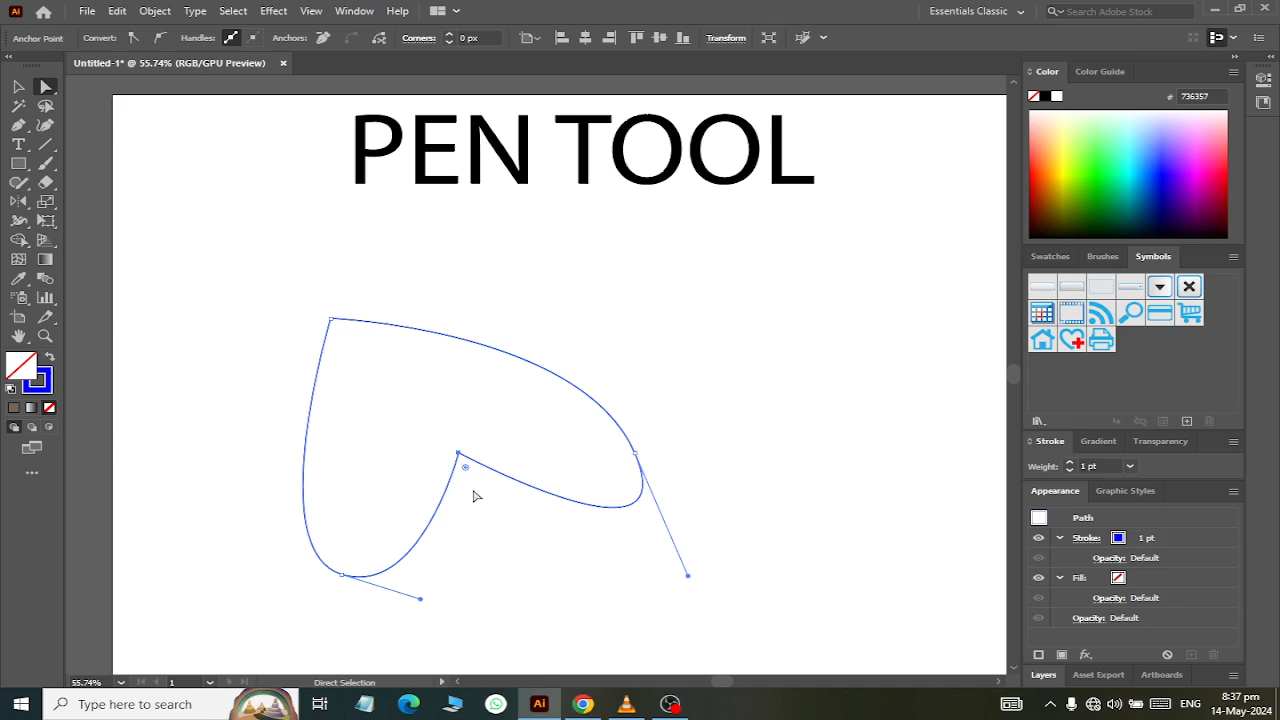 Ai File Edit Object Type Select Effect View Window Help Essentials Classic Search Adobe Stock
Anchor Point Convert: Handles: Anchors: Corners: 0 px Transform
Untitled-1* @ 55.74% (RGB/GPU Preview)
Color Color Guide
# 736357
PEN TOOL
Swatches Brushes Symbols
Stroke Gradient Transparency
Weight: 1 pt
Appearance Graphic Styles
Path
Stroke: 1 pt
Opacity: Default
Fill:
Opacity: Default
Opacity: Default
fx
Layers Asset Export Artboards
55.74% 1 Direct Selection
Type here to search Ai ENG 8:37 pm
14-May-2024